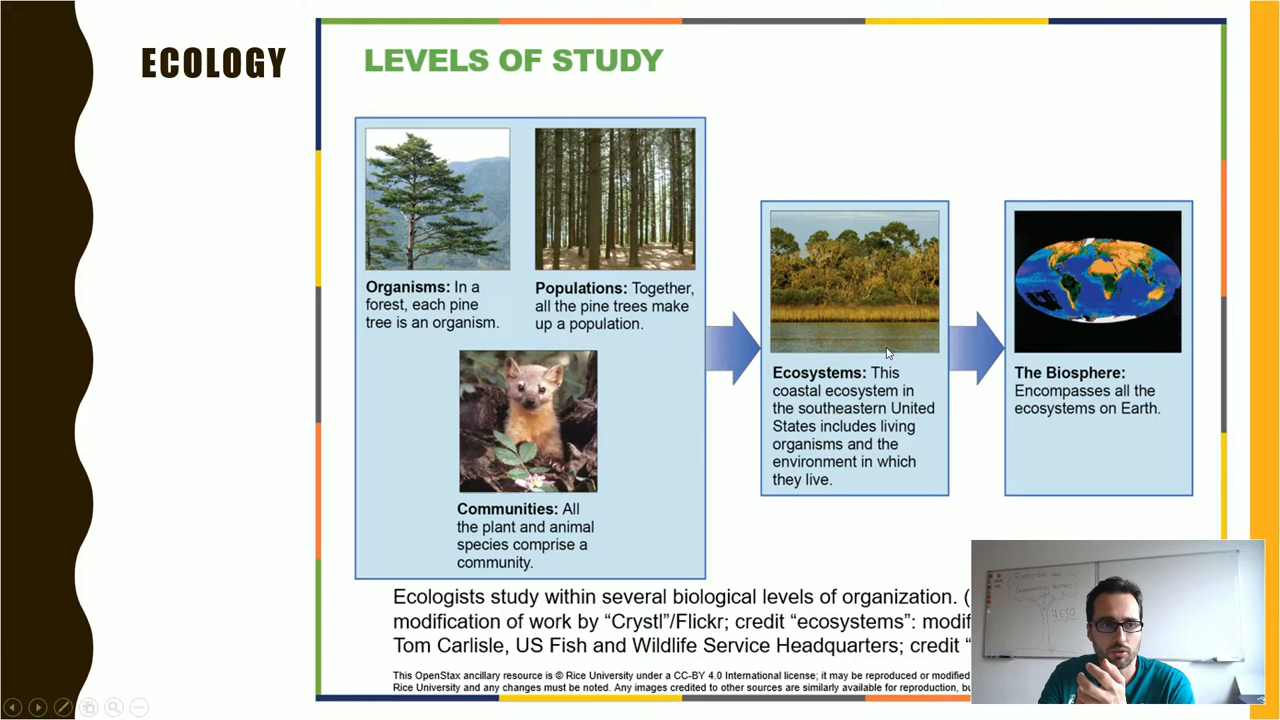 ECOLOGY
LEVELS OF STUDY
Organisms: In a
forest, each pine
tree is an organism.
Populations: Together,
all the pine trees make
up a population.
Communities: All
the plant and animal
species comprise a
community.
Ecosystems: This
coastal ecosystem in
the southeastern United
States includes living
organisms and the
environment in which
they live.
The Biosphere:
Encompasses all the
ecosystems on Earth.
Ecologists study within several biological levels of organization. (
modification of work by “Crystl”/Flickr; credit “ecosystems”: modif
Tom Carlisle, US Fish and Wildlife Service Headquarters; credit “
This OpenStax ancillary resource is © Rice University under a CC-BY 4.0 International license; it may be reproduced or modified
Rice University and any changes must be noted. Any images credited to other sources are similarly available for reproduction, bu